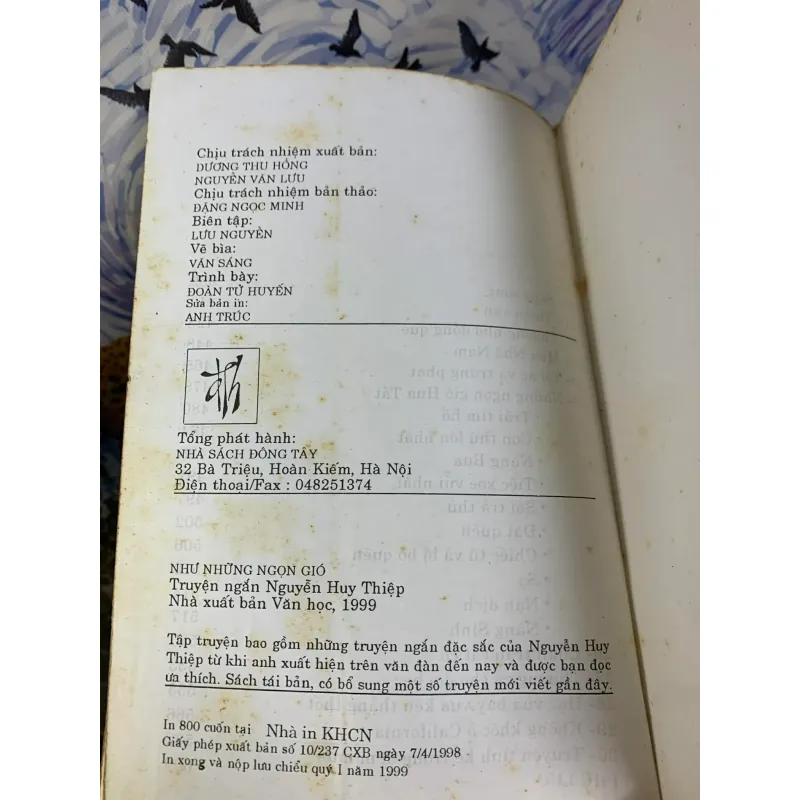 Chịu trách nhiệm xuất bản:
DƯƠNG THU HỒNG
NGUYỄN VĂN LƯU
Chịu trách nhiệm bản thảo:
ĐẶNG NGỌC MINH
Biên tập:
LƯU NGUYỄN
Vẽ bìa:
VĂN SÁNG
Trình bày:
ĐOÀN TỬ HUYẾN
Sửa bản in:
ANH TRÚC
Tổng phát hành:
NHÀ SÁCH ĐÔNG TÂY
32 Bà Triệu, Hoàn Kiếm, Hà Nội
Điện thoại/Fax : 048251374
NHƯ NHỮNG NGỌN GIÓ
Truyện ngắn Nguyễn Huy Thiệp
Nhà xuất bản Văn học, 1999
Tập truyện bao gồm những truyện ngắn đặc sắc của Nguyễn Huy
Thiệp từ khi anh xuất hiện trên văn đàn đến nay và được bạn đọc
ưa thích. Sách tái bản, có bổ sung một số truyện mới viết gần đây.
In 800 cuốn tại Nhà in KHCN
Giấy phép xuất bản số 10/237 CXB ngày 7/4/1998
In xong và nộp lưu chiểu quý I năm 1999